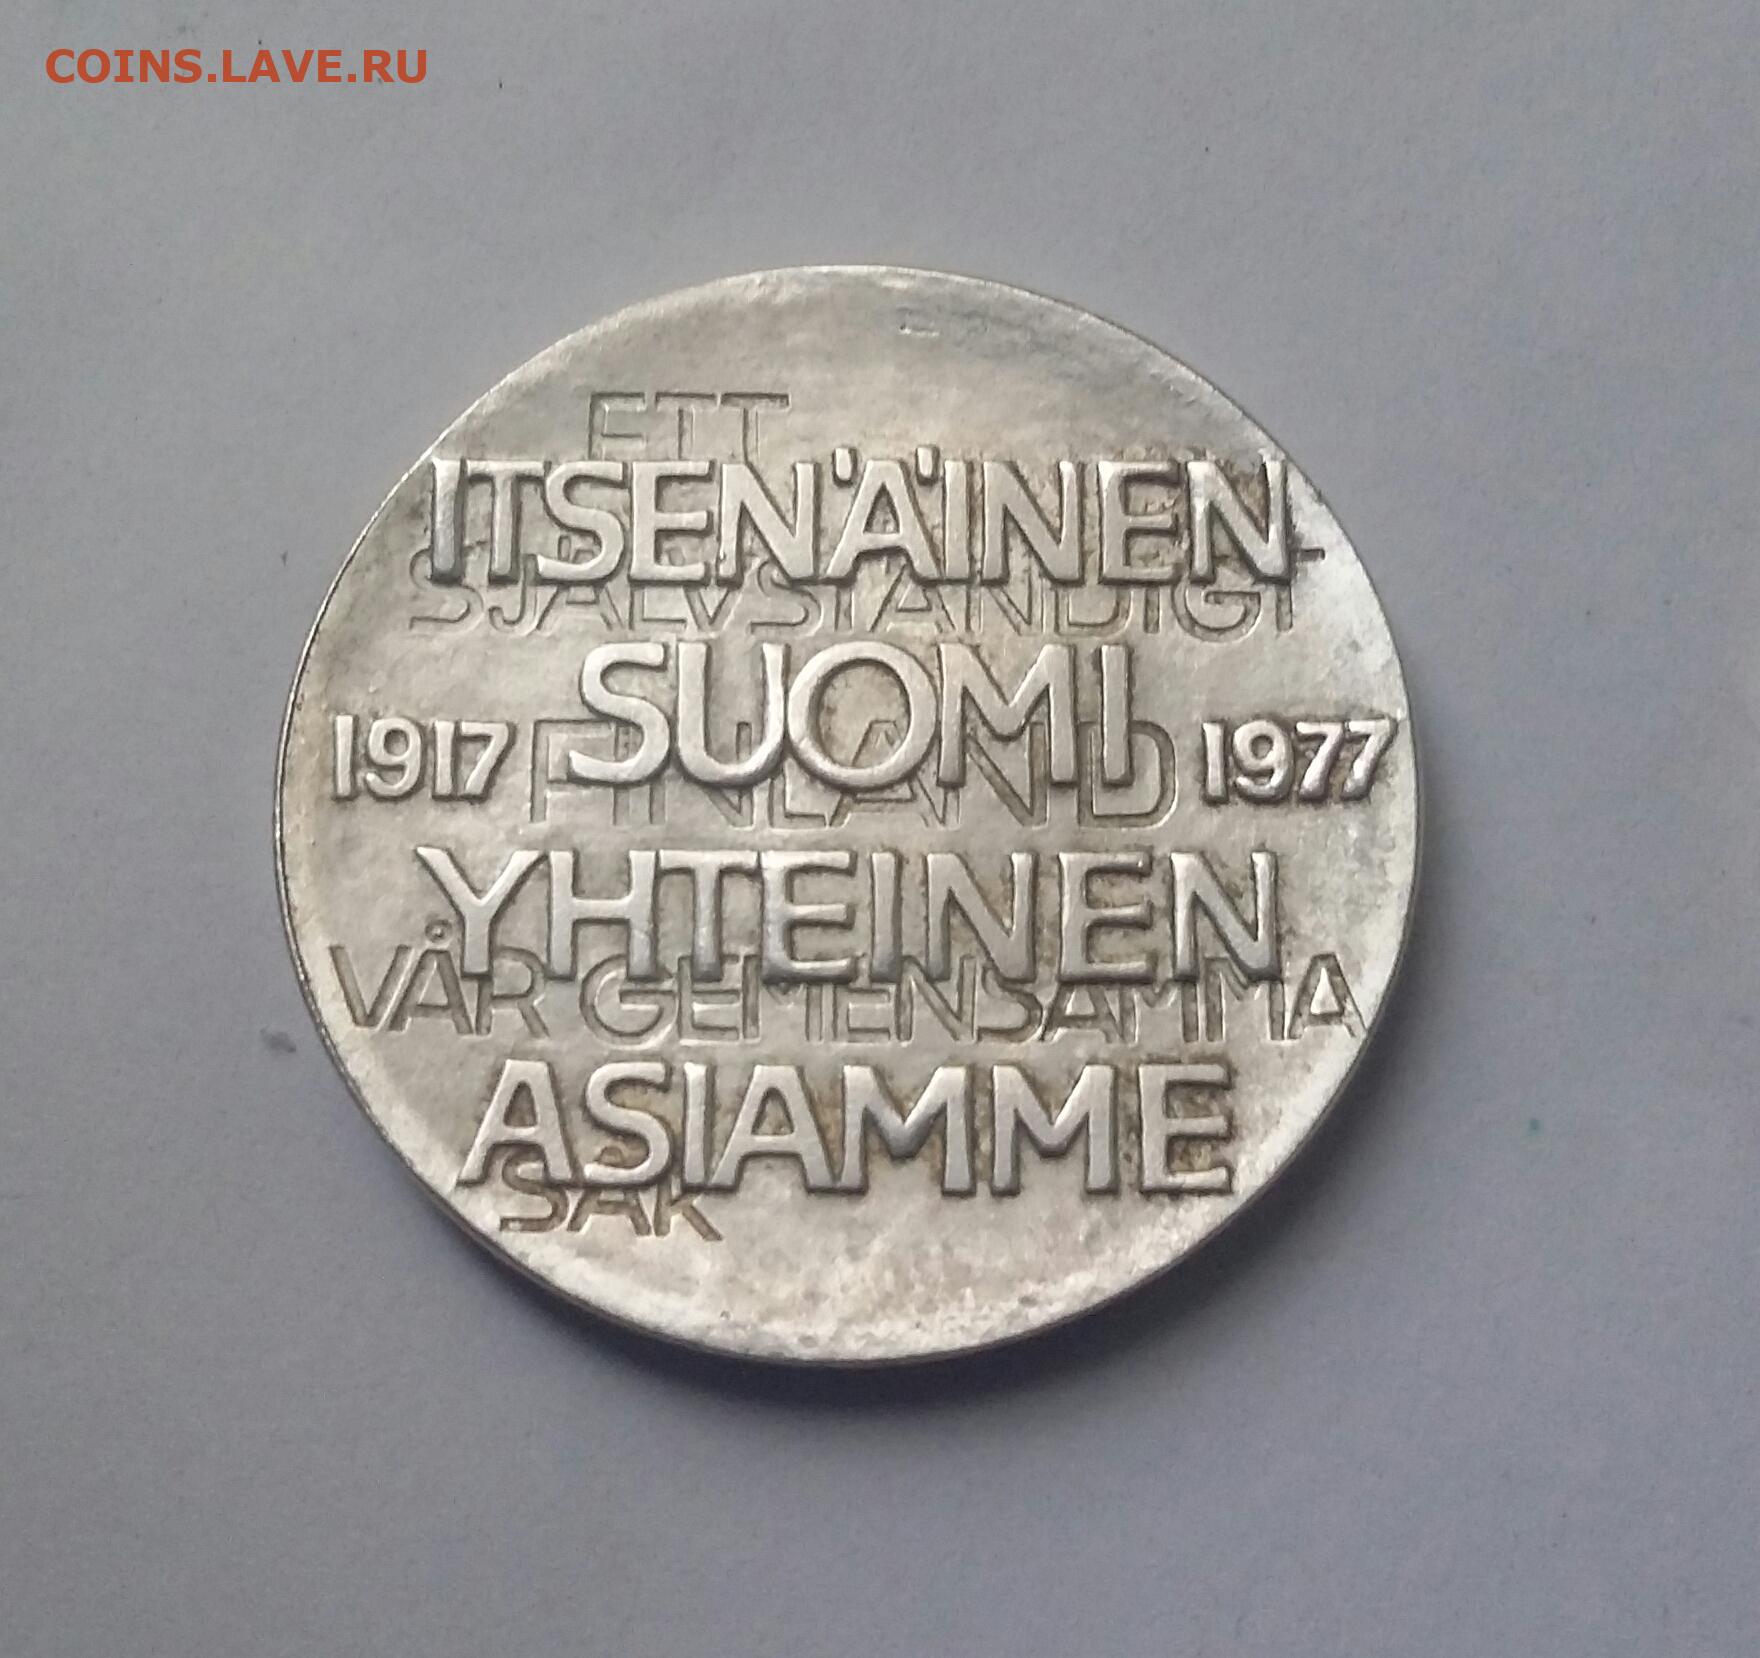 COINS.LAVE.RU
ETT
ITSENÄINEN
SJÄLVSTÄNDIGT
SUOMI
1917 FINLAND 1977
YHTEINEN
VÅR GEMENSAMMA
ASIAMME
SAK